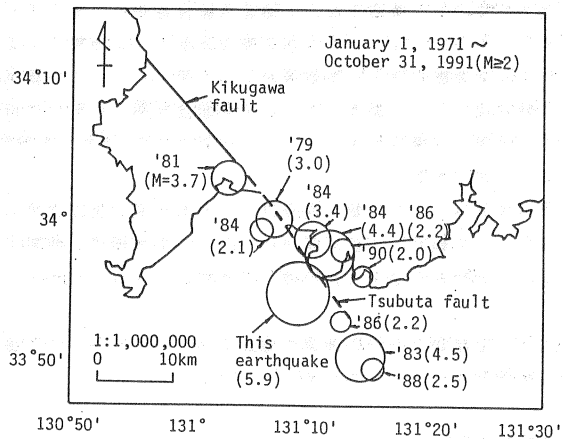 January 1, 1971 ~
October 31, 1991(M≥2)
34°10'
Kikugawa
fault
'79
(3.0)
'81
(M=3.7)
'84
(3.4)
'84
(4.4)
'86
(2.2)
34°
'84
(2.1)
'90(2.0)
Tsubuta fault
'86(2.2)
1:1,000,000
0 10km
This
earthquake
(5.9)
33°50'
'83(4.5)
'88(2.5)
130°50' 131° 131°10' 131°20' 131°30'